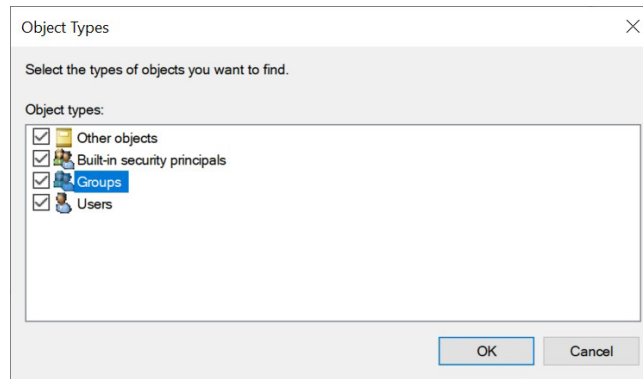 Object Types
Select the types of objects you want to find.
Object types:
Other objects
Built-in security principals
Groups
Users
OK
Cancel